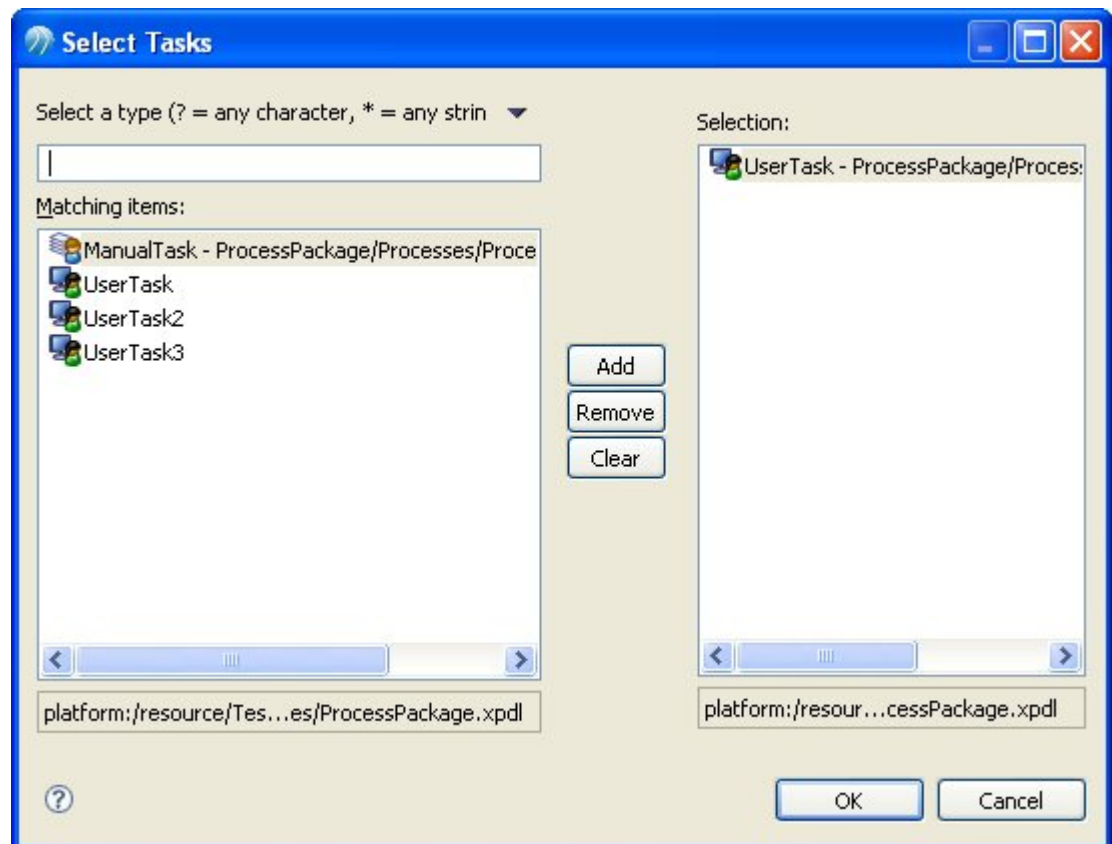 Select Tasks
Select a type (? = any character, * = any strin
Selection:
UserTask - ProcessPackage/Proces
Matching items:
ManualTask - ProcessPackage/Processes/Proce
UserTask
UserTask2
UserTask3
Add
Remove
Clear
platform:/resource/Tes...es/ProcessPackage.xpdl
platform:/resour...cessPackage.xpdl
?
OK
Cancel